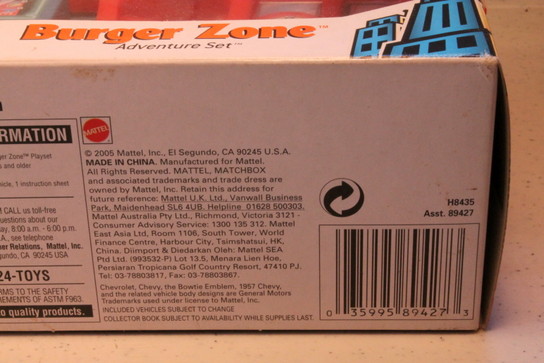 Burger Zone™
Adventure Set™
ORMATION
ger Zone™ Playset
s and older.
hicle, 1 instruction sheet
M CALL us toll-free
uestions about our
ay, 8:00 a.m. - 6:00 p.m.
.A., see telephone
er Relations, Mattel, Inc.
ndo, CA 90245 USA
24-TOYS
RMS TO THE SAFETY
REMENTS OF ASTM F963.
o quality products.
MATTEL
© 2005 Mattel, Inc., El Segundo, CA 90245 U.S.A.
MADE IN CHINA. Manufactured for Mattel.
All Rights Reserved. MATTEL, MATCHBOX
and associated trademarks and trade dress are
owned by Mattel, Inc. Retain this address for
future reference: Mattel U.K. Ltd., Vanwall Business
Park, Maidenhead SL6 4UB. Helpline 01628 500303.
Mattel Australia Pty Ltd., Richmond, Victoria 3121 -
Consumer Advisory Service: 1300 135 312. Mattel
East Asia Ltd, Room 1106, South Tower, World
Finance Centre, Harbour City, Tsimshatsui, HK,
China. Diimport & Diedarkan Oleh: Mattel SEA
Ptd Ltd. (993532-P) Lot 13.5, Menara Lien Hoe,
Persiaran Tropicana Golf Country Resort, 47410 PJ.
Tel: 03-78803817, Fax: 03-78803867.
Chevrolet, Chevy, the Bowtie Emblem, 1957 Chevy,
and the related vehicle body designs are General Motors
Trademarks used under license to Mattel, Inc.
INCLUDED VEHICLES SUBJECT TO CHANGE
COLLECTOR BOOK SUBJECT TO AVAILABILITY WHILE SUPPLIES LAST.
H8435
Asst. 89427
0 35995 89427 3